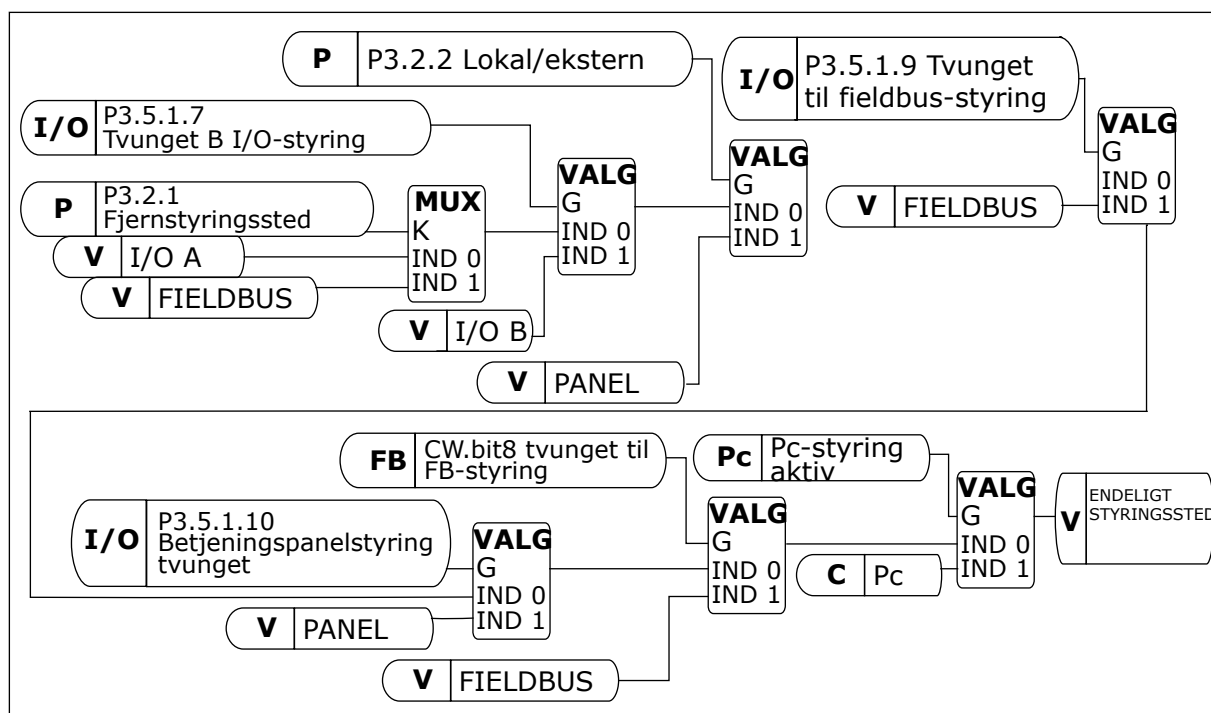 P P3.2.2 Lokal/ekstern
I/O P3.5.1.9 Tvunget
til fieldbus-styring
I/O P3.5.1.7
Tvunget B I/O-styring
VALG
G
IND 0
IND 1
VALG
G
IND 0
IND 1
VALG
G
IND 0
IND 1
P P3.2.1
Fjernstyringssted
MUX
K
IND 0
IND 1
V FIELDBUS
V I/O A
V FIELDBUS
V I/O B
V PANEL
FB CW.bit8 tvunget til
FB-styring
Pc Pc-styring
aktiv
VALG
G
IND 0
IND 1
V ENDELIGT
STYRINGSSTED
I/O P3.5.1.10
Betjeningspanelstyring
tvunget
VALG
G
IND 0
IND 1
VALG
G
IND 0
IND 1
C Pc
V PANEL
V FIELDBUS